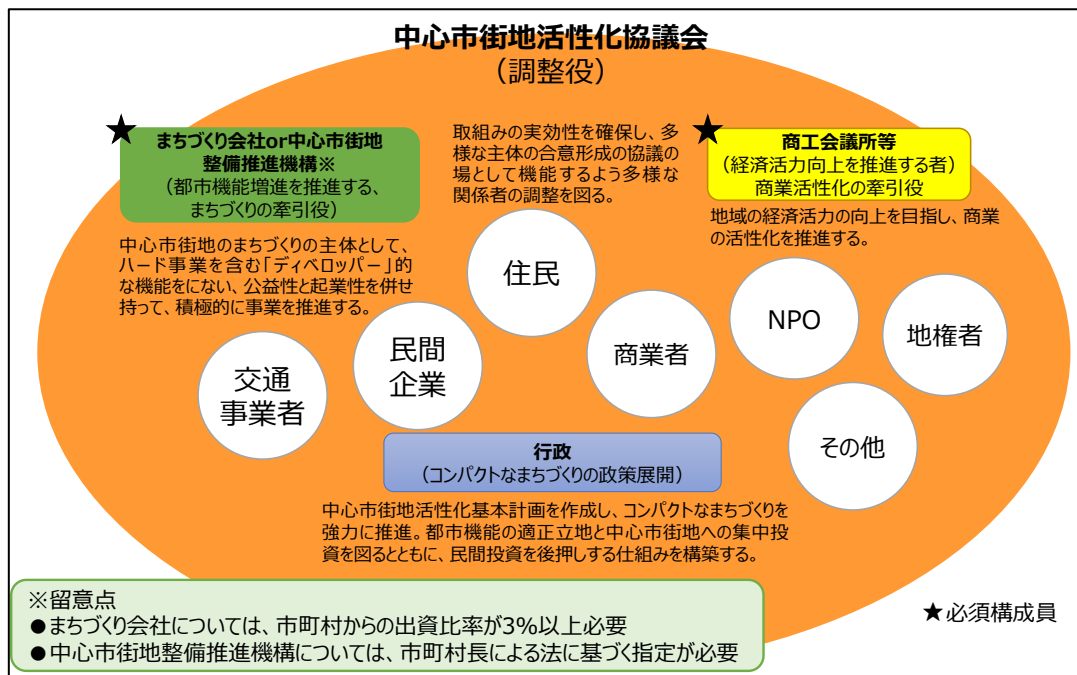 中心市街地活性化協議会
（調整役）
★
まちづくり会社or中心市街地
整備推進機構※
（都市機能増進を推進する、
まちづくりの牽引役）
中心市街地のまちづくりの主体として、
ハード事業を含む「ディベロッパー」的
な機能をにない、公益性と起業性を併せ
持って、積極的に事業を推進する。
取組みの実効性を確保し、多
様な主体の合意形成の協議の
場として機能するよう多様な
関係者の調整を図る。
★
商工会議所等
（経済活力向上を推進する者）
商業活性化の牽引役
地域の経済活力の向上を目指し、商業
の活性化を推進する。
住民
NPO
地権者
民間
企業
商業者
交通
事業者
その他
行政
（コンパクトなまちづくりの政策展開）
中心市街地活性化基本計画を作成し、コンパクトなまちづくりを
強力に推進。都市機能の適正立地と中心市街地への集中投
資を図るとともに、民間投資を後押しする仕組みを構築する。
※留意点
●まちづくり会社については、市町村からの出資比率が3%以上必要
●中心市街地整備推進機構については、市町村長による法に基づく指定が必要
★必須構成員